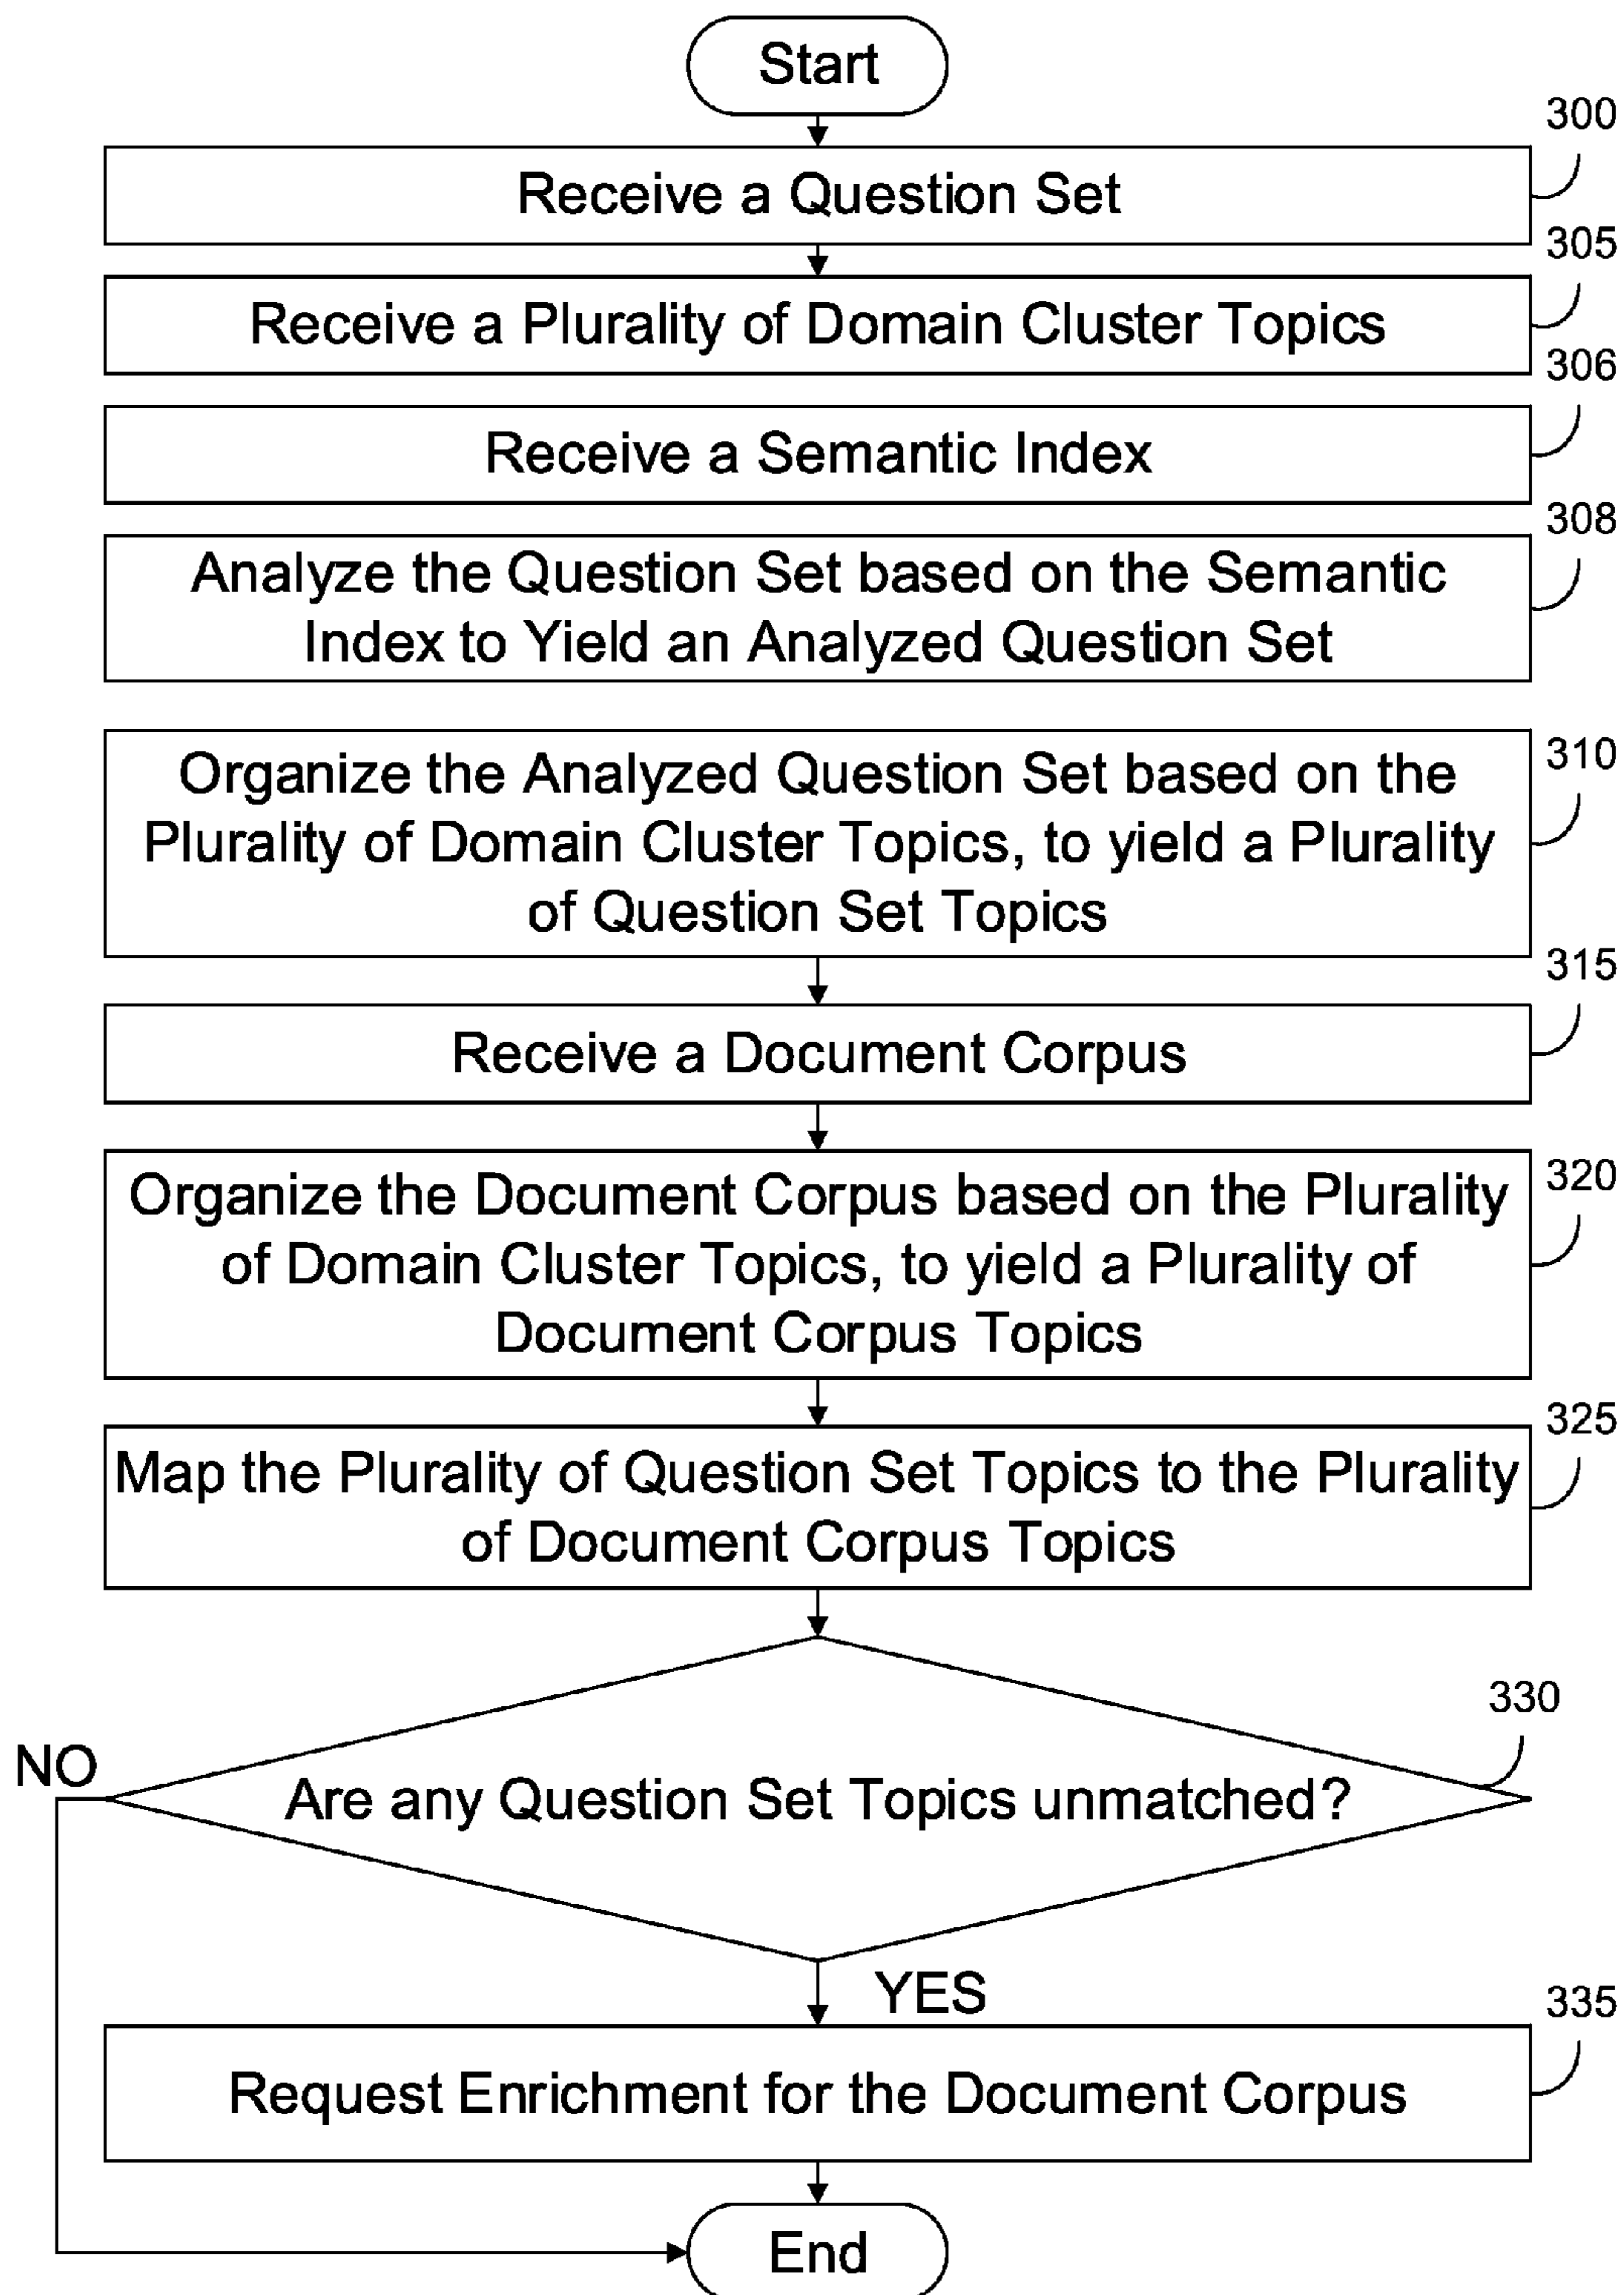 Start
300
Receive a Question Set
305
Receive a Plurality of Domain Cluster Topics
306
Receive a Semantic Index
308
Analyze the Question Set based on the Semantic
Index to Yield an Analyzed Question Set
310
Organize the Analyzed Question Set based on the
Plurality of Domain Cluster Topics, to yield a Plurality
of Question Set Topics
315
Receive a Document Corpus
320
Organize the Document Corpus based on the Plurality
of Domain Cluster Topics, to yield a Plurality of
Document Corpus Topics
325
Map the Plurality of Question Set Topics to the Plurality
of Document Corpus Topics
330
NO
Are any Question Set Topics unmatched?
YES
335
Request Enrichment for the Document Corpus
End